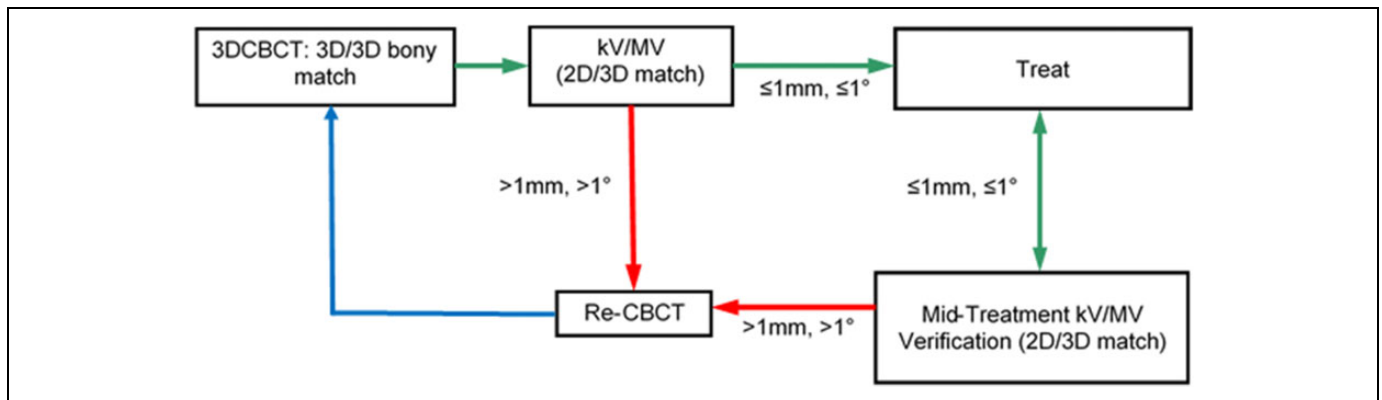 3DCBCT: 3D/3D bony
match
kV/MV
(2D/3D match)
≤1mm, ≤1°
Treat
>1mm, >1°
≤1mm, ≤1°
Re-CBCT
>1mm, >1°
Mid-Treatment kV/MV
Verification (2D/3D match)